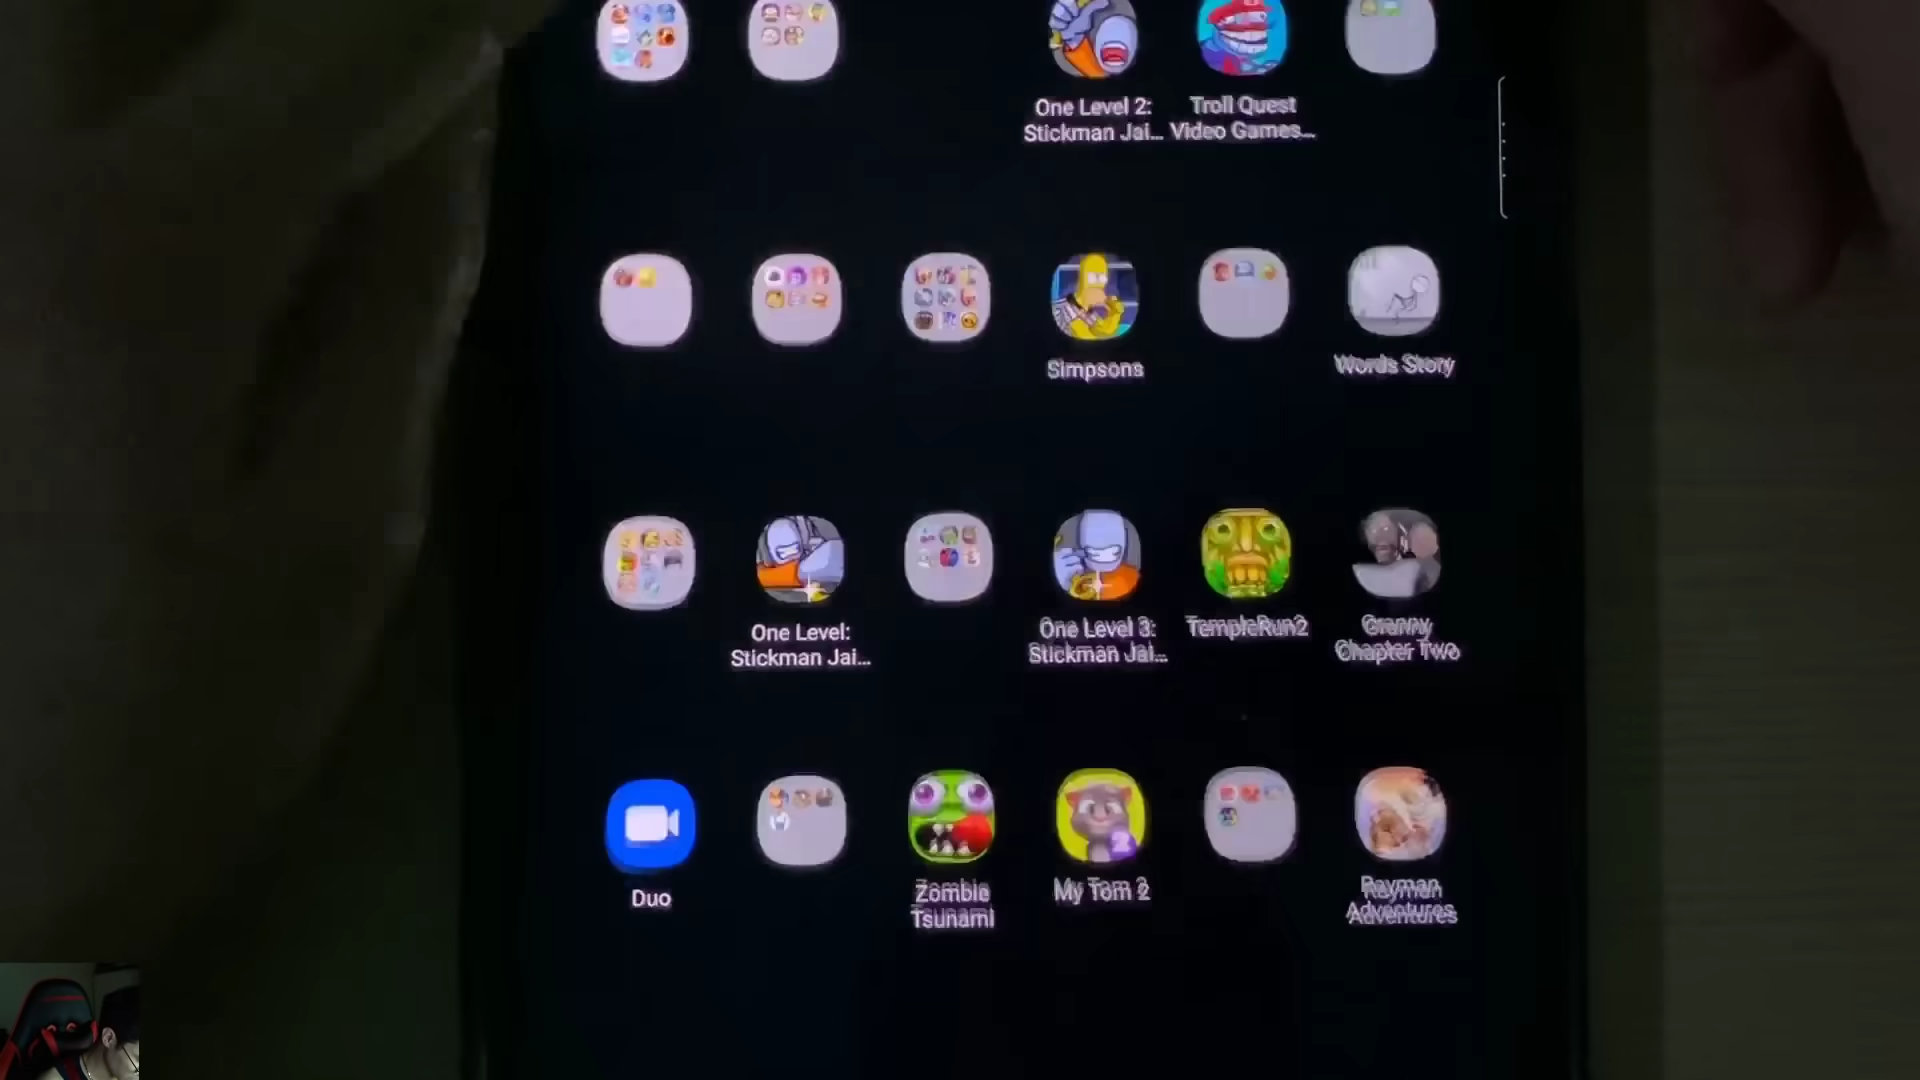 One Level 2:
Stickman Jai...
Troll Quest
Video Games...
Simpsons
Words Story
One Level:
Stickman Jai...
One Level 3:
Stickman Jai...
TempleRun2
Granny
Chapter Two
Duo
Zombie
Tsunami
My Tom 2
2
Rayman
Adventures